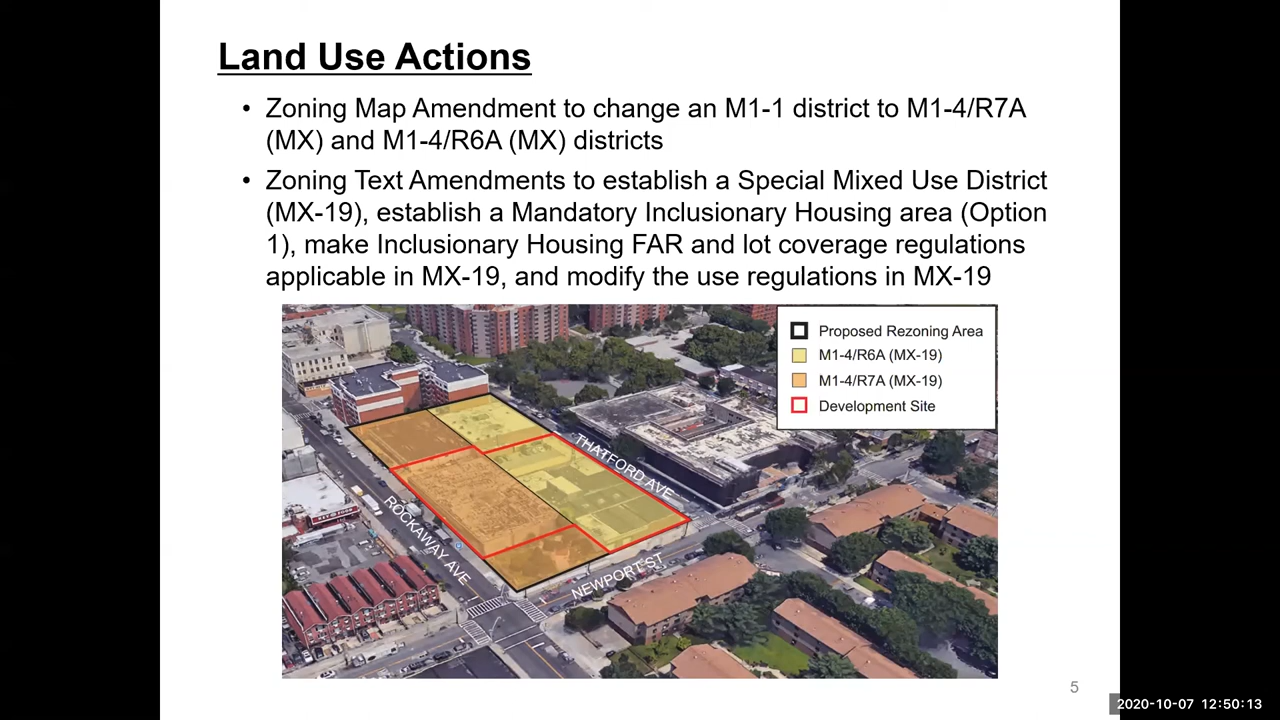 Land Use Actions
• Zoning Map Amendment to change an M1-1 district to M1-4/R7A
(MX) and M1-4/R6A (MX) districts
• Zoning Text Amendments to establish a Special Mixed Use District
(MX-19), establish a Mandatory Inclusionary Housing area (Option
1), make Inclusionary Housing FAR and lot coverage regulations
applicable in MX-19, and modify the use regulations in MX-19
Proposed Rezoning Area
M1-4/R6A (MX-19)
M1-4/R7A (MX-19)
Development Site
THATFORD AVE
ROCKAWAY AVE
NEWPORT ST
5
2020-10-07 12:50:13